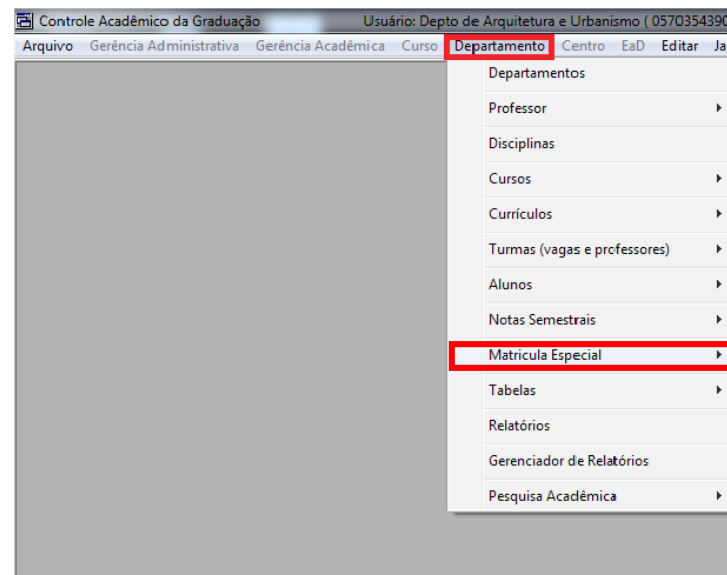 Controle Acadêmico da Graduação Usuário: Depto de Arquitetura e Urbanismo ( 0570354390
Arquivo Gerência Administrativa Gerência Acadêmica Curso Departamento Centro EaD Editar Ja
Departamentos
Professor
Disciplinas
Cursos
Currículos
Turmas (vagas e professores)
Alunos
Notas Semestrais
Matricula Especial
Tabelas
Relatórios
Gerenciador de Relatórios
Pesquisa Acadêmica